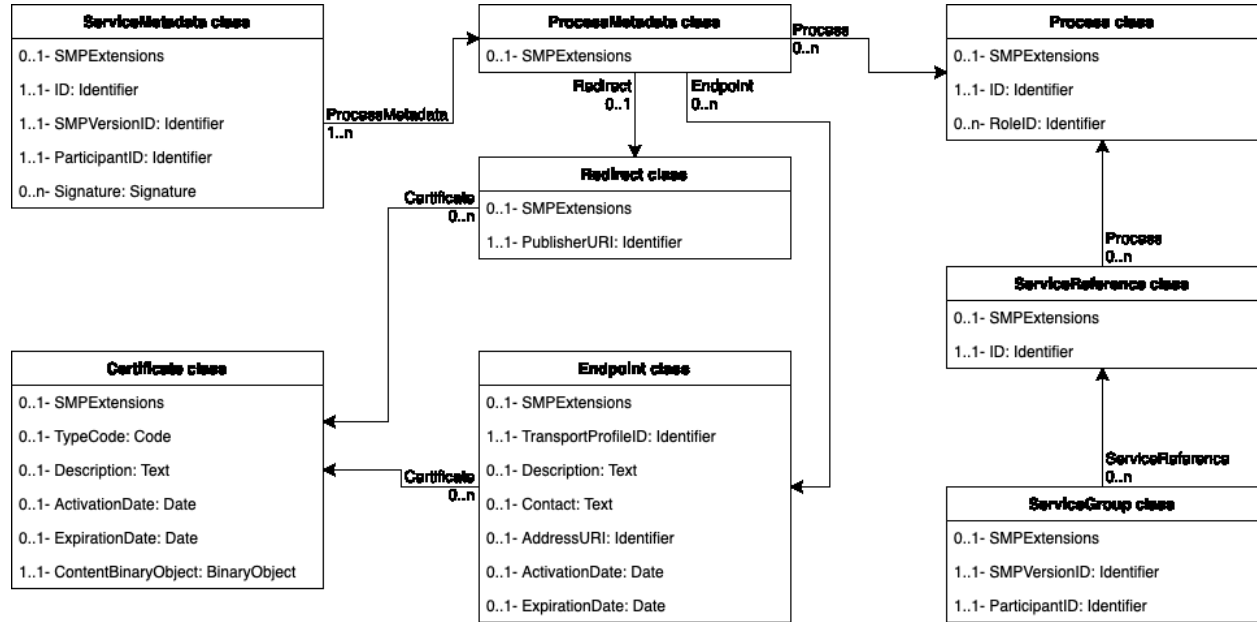 ServiceMetadata class
0..1- SMPExtensions
1..1- ID: Identifier
1..1- SMPVersionID: Identifier
1..1- ParticipantID: Identifier
0..n- Signature: Signature
ProcessMetadata
1..n
ProcessMetadata class
0..1- SMPExtensions
Process
0..n
Redirect
0..1
Endpoint
0..n
Process class
0..1- SMPExtensions
1..1- ID: Identifier
0..n- RoleID: Identifier
Redirect class
0..1- SMPExtensions
1..1- PublisherURI: Identifier
Certificate
0..n
Process
0..n
ServiceReference class
0..1- SMPExtensions
1..1- ID: Identifier
Certificate class
0..1- SMPExtensions
0..1- TypeCode: Code
0..1- Description: Text
0..1- ActivationDate: Date
0..1- ExpirationDate: Date
1..1- ContentBinaryObject: BinaryObject
Certificate
0..n
Endpoint class
0..1- SMPExtensions
1..1- TransportProfileID: Identifier
0..1- Description: Text
0..1- Contact: Text
0..1- AddressURI: Identifier
0..1- ActivationDate: Date
0..1- ExpirationDate: Date
ServiceReference
0..n
ServiceGroup class
0..1- SMPExtensions
1..1- SMPVersionID: Identifier
1..1- ParticipantID: Identifier